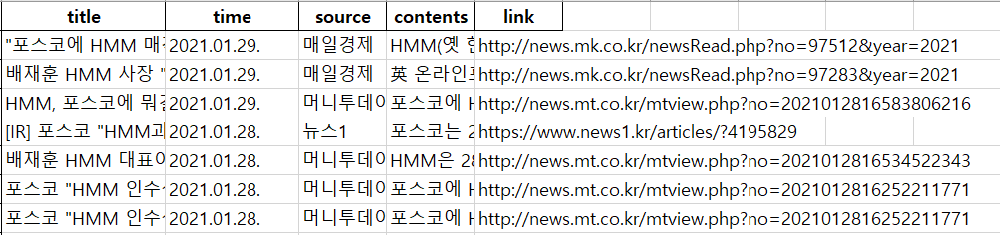 title time source contents link
"포스코에 HMM 매 2021.01.29. 매일경제 HMM(옛 http://news.mk.co.kr/newsRead.php?no=97512&year=2021
배재훈 HMM 사장 " 2021.01.29. 매일경제 英 온라인 http://news.mk.co.kr/newsRead.php?no=97283&year=2021
HMM, 포스코에 뭐 2021.01.29. 머니투데이 포스코에 http://news.mt.co.kr/mtview.php?no=2021012816583806216
[IR] 포스코 "HMM과 2021.01.28. 뉴스1 포스코는 2 https://www.news1.kr/articles/?4195829
배재훈 HMM 대표이 2021.01.28. 머니투데이 HMM은 28 http://news.mt.co.kr/mtview.php?no=2021012816534522343
포스코 "HMM 인수 2021.01.28. 머니투데이 포스코에 http://news.mt.co.kr/mtview.php?no=2021012816252211771
포스코 "HMM 인수 2021.01.28. 머니투데이 포스코에 http://news.mt.co.kr/mtview.php?no=2021012816252211771